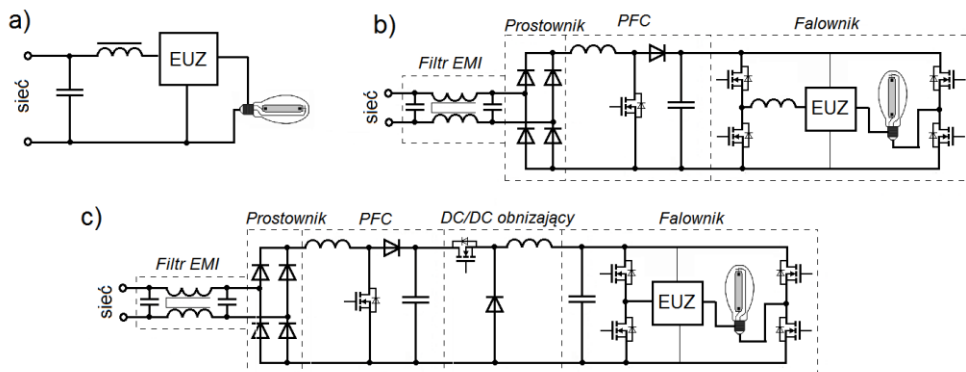 a)
EUZ
sieć
b)
Prostownik
PFC
Falownik
Filtr EMI
sieć
EUZ
c)
Prostownik
PFC
DC/DC obniżający
Falownik
Filtr EMI
sieć
EUZ